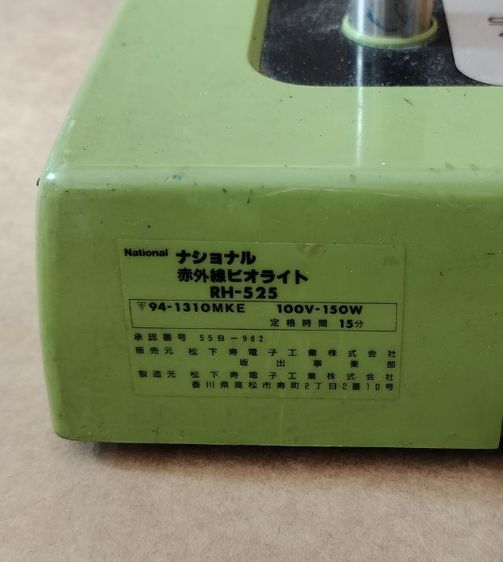 National ナショナル
赤外線ビオライト
RH-525
94-1310MKE 100V-150W
定格時間 15分
承認番号 55B-962
販売元 松下寿電子工業株式会社
坂出事業部
製造元 松下寿電子工業株式会社
香川県高松市寿町2丁目2番10号